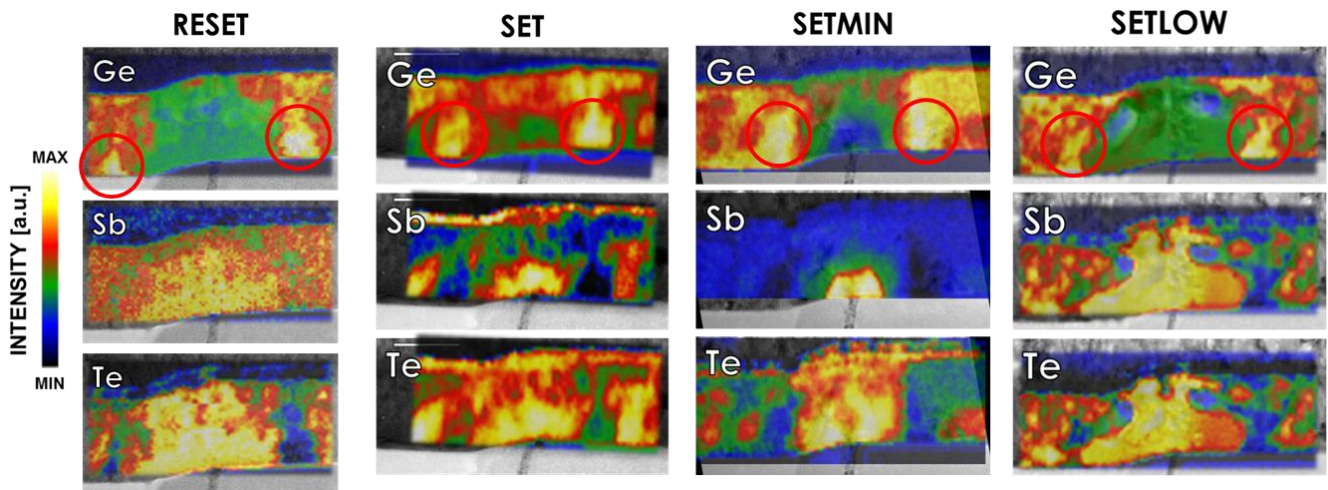 RESET SET SETMIN SETLOW
Ge Ge Ge Ge
MAX
INTENSITY [a.u.]
MIN
Sb Sb Sb Sb
Te Te Te Te